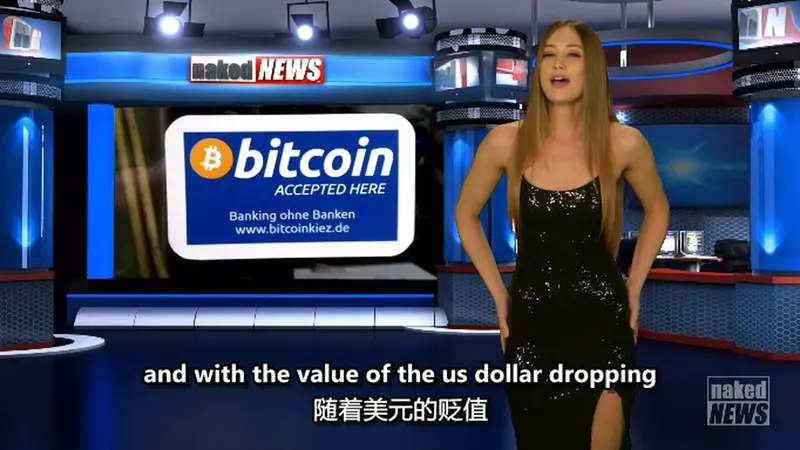 naked NEWS
N
bitcoin
ACCEPTED HERE
Banking ohne Banken
www.bitcoinkiez.de
and with the value of the us dollar dropping
随着美元的贬值
naked
NEWS